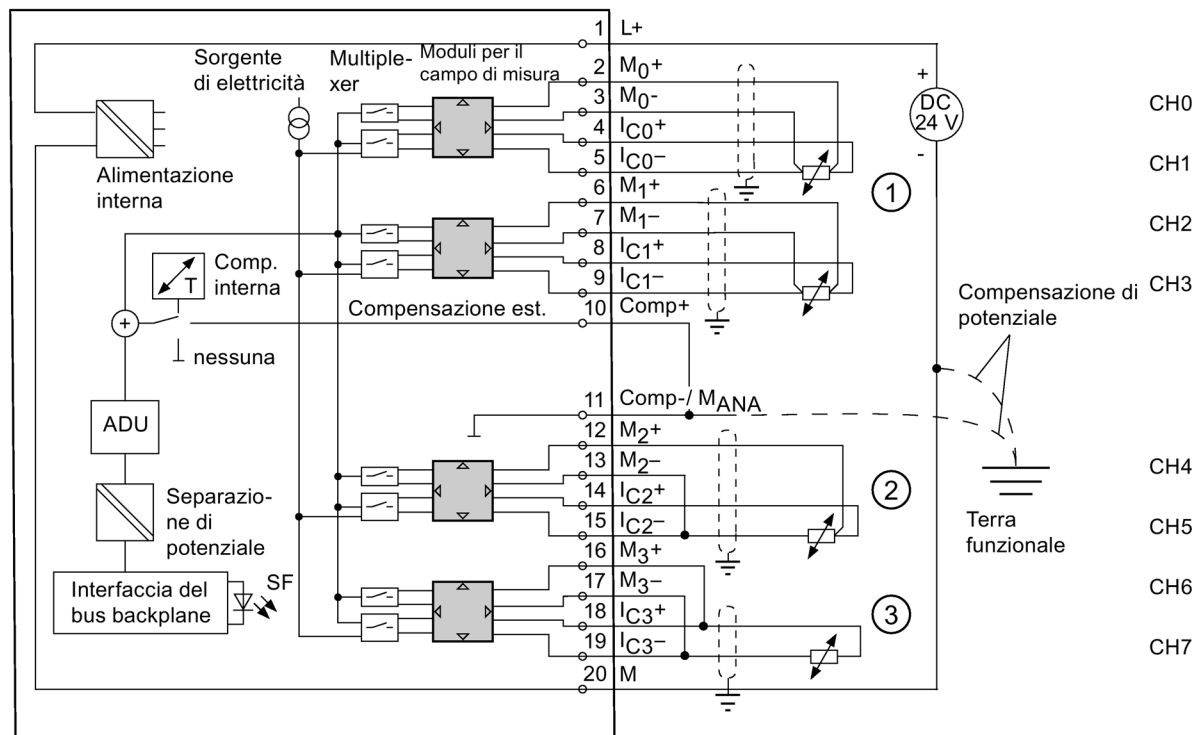 1 L+
Sorgente
di elettricità
Multiple-
xer
Moduli per il
campo di misura
2 M0+
3 M0-
4 IC0+
5 IC0–
6 M1+
7 M1–
8 IC1+
9 IC1–
10 Comp+
+
DC
24 V
-
CH0
CH1
CH2
CH3
1
Alimentazione
interna
T
Comp.
interna
Compensazione est.
+
nessuna
Compensazione di
potenziale
ADU
11 Comp-/ MANA
12 M2+
13 M2–
14 IC2+
15 IC2–
16 M3+
17 M3–
18 IC3+
19 IC3–
20 M
2
3
CH4
CH5
CH6
CH7
Terra
funzionale
Separazio-
ne di
potenziale
Interfaccia del
bus backplane
SF